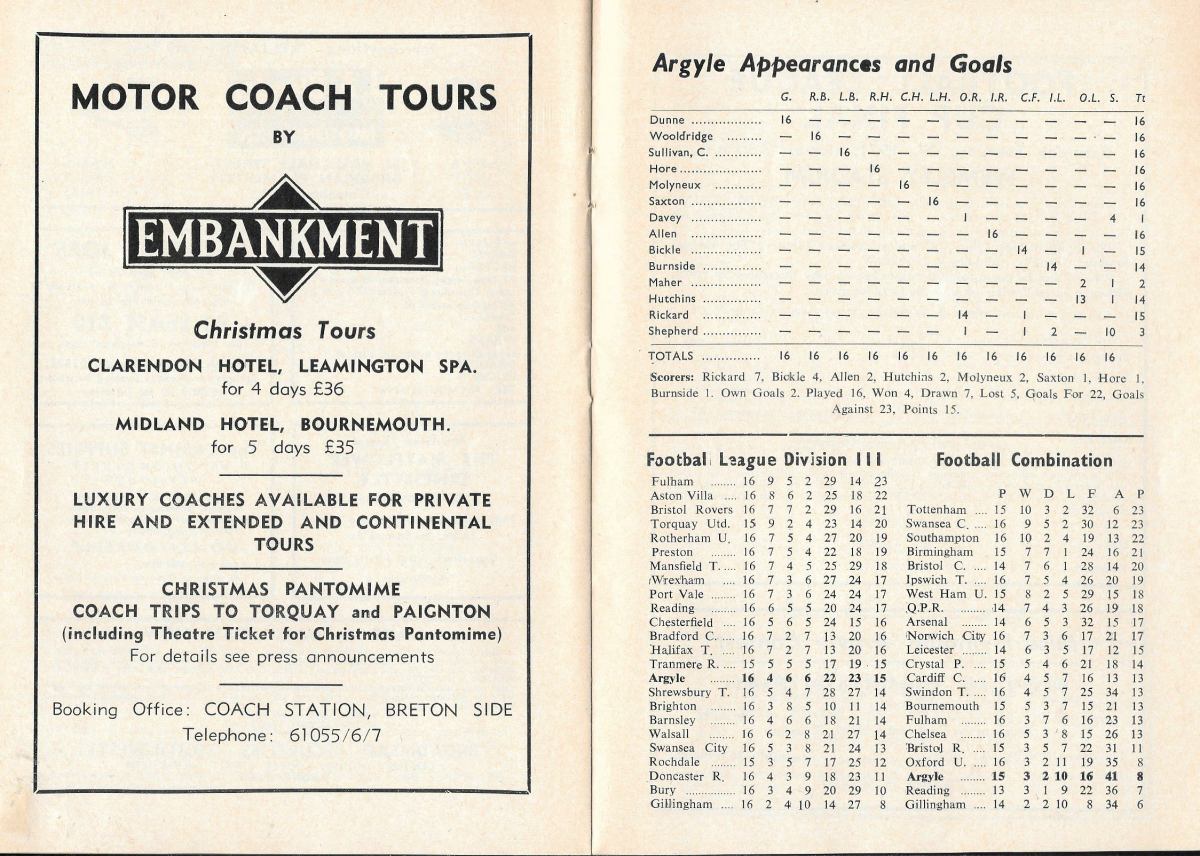 MOTOR COACH TOURS
BY
EMBANKMENT
Christmas Tours
CLARENDON HOTEL, LEAMINGTON SPA.
for 4 days £36
MIDLAND HOTEL, BOURNEMOUTH.
for 5 days £35
LUXURY COACHES AVAILABLE FOR PRIVATE
HIRE AND EXTENDED AND CONTINENTAL
TOURS
CHRISTMAS PANTOMIME
COACH TRIPS TO TORQUAY and PAIGNTON
(including Theatre Ticket for Christmas Pantomime)
For details see press announcements
Booking Office: COACH STATION, BRETON SIDE
Telephone: 61055/6/7
Argyle Appearances and Goals
G. R.B. L.B. R.H. C.H. L.H. O.R. I.R. C.F. I.L. O.L. S. Tt
Dunne .................. 16 — — — — — — — — — — — 16
Wooldridge ......... — 16 — — — — — — — — — — 16
Sullivan, C. ............ — — 16 — — — — — — — — — 16
Hore ..................... — — — 16 — — — — — — — — 16
Molyneux ............ — — — — 16 — — — — — — — 16
Saxton .................. — — — — — 16 — — — — — — 16
Davey .................. — — — — — — 1 — — — — 4 1
Allen .................. — — — — — — — 16 — — — — 16
Bickle .................. — — — — — — — — 14 — 1 — 15
Burnside ............... — — — — — — — — — 14 — — 14
Maher .................. — — — — — — — — — — 2 1 2
Hutchins ............... — — — — — — — — — — 13 1 14
Rickard ............... — — — — — — 14 — 1 — — — 15
Shepherd ............... — — — — — — 1 — 1 2 — 10 3
TOTALS ............... 16 16 16 16 16 16 16 16 16 16 16 16
Scorers: Rickard 7, Bickle 4, Allen 2, Hutchins 2, Molyneux 2, Saxton 1, Hore 1,
Burnside 1. Own Goals 2. Played 16, Won 4, Drawn 7, Lost 5, Goals For 22, Goals
Against 23, Points 15.
Football League Division III
Fulham ........ 16 9 5 2 29 14 23
Aston Villa .... 16 8 6 2 25 18 22
Bristol Rovers 16 7 7 2 29 16 21
Torquay Utd. 15 9 2 4 23 14 20
Rotherham U. 16 7 5 4 27 20 19
Preston ........ 16 7 5 4 22 18 19
Mansfield T. ... 16 7 4 5 25 29 18
Wrexham .... 16 7 3 6 27 24 17
Port Vale ...... 16 7 3 6 24 24 17
Reading ........ 16 6 5 5 20 24 17
Chesterfield .... 16 5 6 5 24 15 16
Bradford C. ... 16 7 2 7 13 20 16
Halifax T. .... 16 7 2 7 13 20 16
Tranmere R. ... 15 5 5 5 17 19 15
Argyle ........ 16 4 6 6 22 23 15
Shrewsbury T. 16 5 4 7 28 27 14
Brighton ...... 16 3 8 5 10 11 14
Barnsley ...... 16 4 6 6 18 21 14
Walsall ........ 16 6 2 8 21 27 14
Swansea City 16 5 3 8 21 24 13
Rochdale ...... 15 3 5 7 17 25 12
Doncaster R. 16 4 3 9 18 23 11
Bury ............ 16 3 4 9 20 29 10
Gillingham .... 16 2 4 10 14 27 8
Football Combination
P W D L F A P
Tottenham .... 15 10 3 2 32 6 23
Swansea C. ... 16 9 5 2 30 12 23
Southampton 16 10 2 4 19 13 22
Birmingham 15 7 7 1 24 16 21
Bristol C. .... 14 7 6 1 28 14 20
Ipswich T. .... 16 7 5 4 26 20 19
West Ham U. 15 8 2 5 29 15 18
Q.P.R. ........ 14 7 4 3 26 19 18
Arsenal ........ 14 6 5 3 32 15 17
Norwich City 16 7 3 6 17 21 17
Leicester ...... 14 6 3 5 17 12 15
Crystal P. .... 15 5 4 6 21 18 14
Cardiff C. .... 16 4 5 7 16 13 13
Swindon T. ... 16 4 5 7 25 34 13
Bournemouth 15 5 3 7 15 21 13
Fulham ........ 16 3 7 6 16 23 13
Chelsea ........ 16 5 3 8 15 26 13
Bristol R. .... 15 3 5 7 22 31 11
Oxford U. .... 16 3 2 11 19 35 8
Argyle ........ 15 3 2 10 16 41 8
Reading ...... 13 3 1 9 22 36 7
Gillingham .... 14 2 2 10 8 34 6